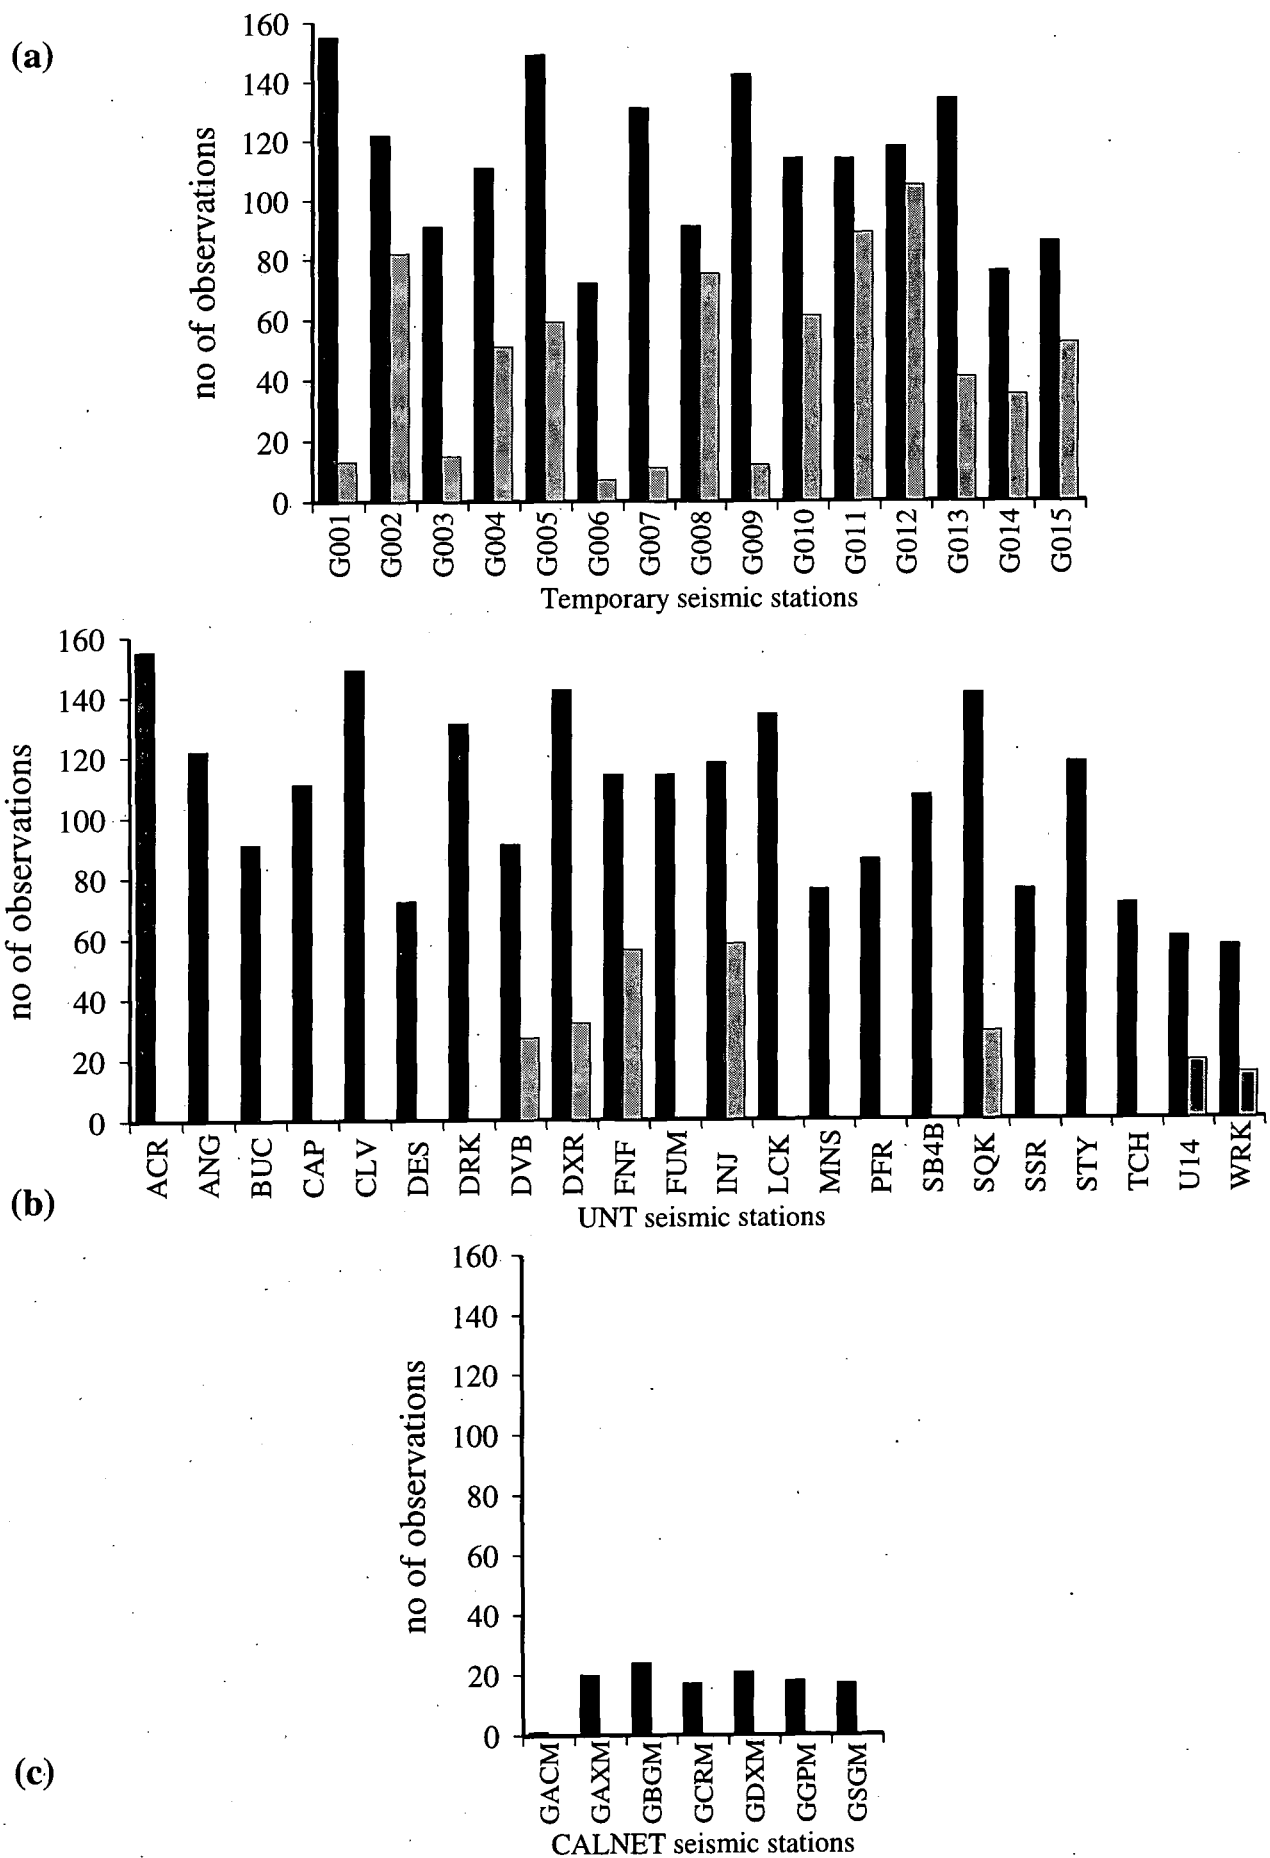 (a)
no of observations
160
140
120
100
80
60
40
20
0
G001 G002 G003 G004 G005 G006 G007 G008 G009 G010 G011 G012 G013 G014 G015
Temporary seismic stations
no of observations
160
140
120
100
80
60
40
20
0
ACR ANG BUC CAP CLV DES DRK DVB DXR FNF FUM INJ LCK MNS PFR SB4B SQK SSR STY TCH U14 WRK
(b)
UNT seismic stations
no of observations
160
140
120
100
80
60
40
20
0
GACM GAXM GBGM GCRM GDXM GGPM GSGM
(c)
CALNET seismic stations